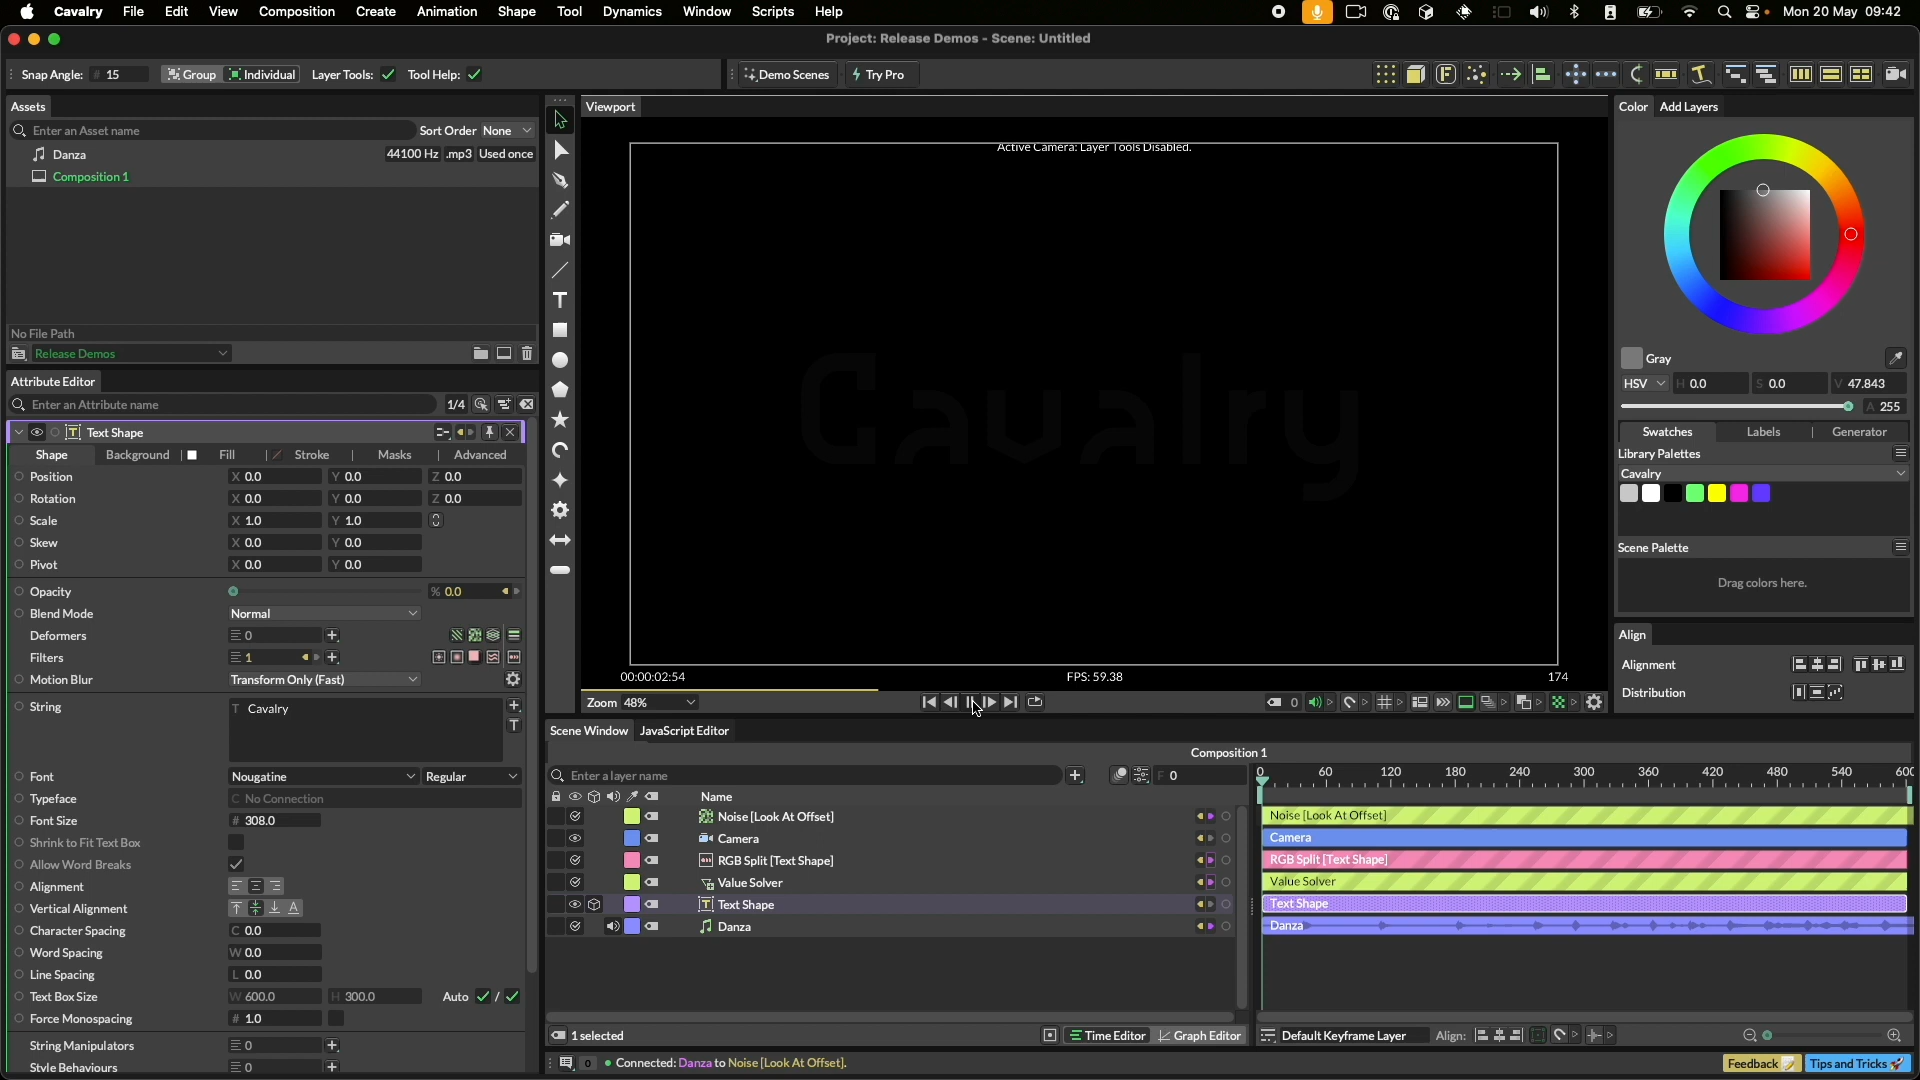 Cavalry File Edit View Composition Create Animation Shape Tool Dynamics Window Scripts Help Mon 20 May 09:42
Project: Release Demos - Scene: Untitled
Snap Angle: # 15 Group Individual Layer Tools: Tool Help: Demo Scenes Try Pro
Assets
Enter an Asset name Sort Order None
Danza 44100 Hz .mp3 Used once
Composition 1
No File Path
Release Demos
Attribute Editor
Enter an Attribute name 1/4
Text Shape
Shape Background Fill Stroke Masks Advanced
Position X 0.0 Y 0.0 Z 0.0
Rotation X 0.0 Y 0.0 Z 0.0
Scale X 1.0 Y 1.0
Skew X 0.0 Y 0.0
Pivot X 0.0 Y 0.0
Opacity % 0.0
Blend Mode Normal
Deformers 0
Filters 1
Motion Blur Transform Only (Fast)
String T Cavalry
Font Nougatine Regular
Typeface C No Connection
Font Size # 308.0
Shrink to Fit Text Box
Allow Word Breaks
Alignment
Vertical Alignment
Character Spacing C 0.0
Word Spacing W 0.0
Line Spacing L 0.0
Text Box Size W 600.0 H 300.0 Auto /
Force Monospacing # 1.0
String Manipulators 0
Style Behaviours 0
Viewport
Active Camera: Layer Tools Disabled.
Cavalry
00:00:02:54 FPS: 59.38 174
Zoom 48% 0
Scene Window JavaScript Editor
Composition 1
Enter a layer name F 0 0 60 120 180 240 300 360 420 480 540 600
Name
Noise [Look At Offset] Noise [Look At Offset]
Camera Camera
RGB Split [Text Shape] RGB Split [Text Shape]
Value Solver Value Solver
Text Shape Text Shape
Danza Danza
1 selected Time Editor Graph Editor Default Keyframe Layer Align:
0 Connected: Danza to Noise [Look At Offset]. Feedback Tips and Tricks
Color Add Layers
Gray
HSV H 0.0 S 0.0 V 47.843
A 255
Swatches Labels Generator
Library Palettes
Cavalry
Scene Palette
Drag colors here.
Align
Alignment
Distribution